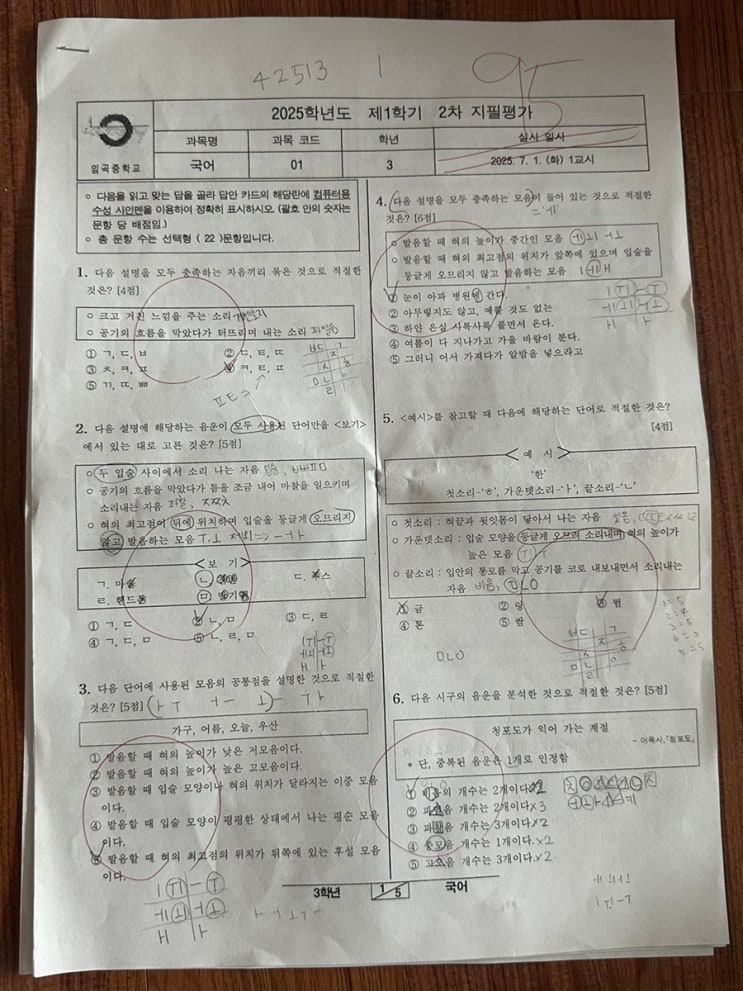 42513 1 95
2025학년도 제1학기 2차 지필평가
임곡중학교
과목명 과목 코드 학년 실시 일시
국어 01 3 2025. 7. 1. (화) 1교시
○ 다음을 읽고 맞는 답을 골라 답안 카드의 해당란에 컴퓨터용
수성 사인펜을 이용하여 정확히 표시하시오. (괄호 안의 숫자는
문항 당 배점임.)
○ 총 문항 수는 선택형 ( 22 )문항입니다.
1. 다음 설명을 모두 충족하는 자음끼리 묶은 것으로 적절한
것은? [4점]
○ 크고 거친 느낌을 주는 소리
○ 공기의 흐름을 막았다가 터뜨리며 내는 소리 파열음
① ㄱ, ㄷ, ㅂ ② ㄷ, ㅌ, ㄸ
③ ㅊ, ㅋ, ㅍ ④ ㅋ, ㅌ, ㅍ
⑤ ㄲ, ㄸ, ㅃ
ㅍㅌㅋ
2. 다음 설명에 해당하는 음운이 모두 사용된 단어만을 <보기>
에서 있는 대로 고른 것은? [5점]
○ 두 입술 사이에서 소리 나는 자음
○ 공기의 흐름을 막았다가 틈을 조금 내어 마찰을 일으키며
소리내는 자음
○ 혀의 최고점이 뒤에 위치하며 입술을 둥글게 오므리지
않고 발음하는 모음
< 보 기 >
ㄱ. 마술 ㄴ. ㄷ. 박스
ㄹ. 핸드폰 ㅁ.
① ㄱ, ㄷ ② ㄴ, ㅁ ③ ㄷ, ㄹ
④ ㄱ, ㄷ, ㅁ ⑤ ㄴ, ㄹ, ㅁ
3. 다음 단어에 사용된 모음의 공통점을 설명한 것으로 적절한
것은? [5점]
가구, 어름, 오늘, 우산
① 발음할 때 혀의 높이가 낮은 저모음이다.
② 발음할 때 혀의 높이가 높은 고모음이다.
③ 발음할 때 입술 모양이나 혀의 위치가 달라지는 이중 모음
이다.
④ 발음할 때 입술 모양이 평평한 상태에서 나는 평순 모음
이다.
⑤ 발음할 때 혀의 최고점의 위치가 뒤쪽에 있는 후설 모음
이다.
4. 다음 설명을 모두 충족하는 모음이 들어 있는 것으로 적절한
것은? [6점]
○ 발음할 때 혀의 높이가 중간인 모음
○ 발음할 때 혀의 최고점의 위치가 앞쪽에 있으며 입술을
둥글게 오므리지 않고 발음하는 모음
① 눈이 아파 병원에 간다.
② 아무렇지도 않고, 예쁠 것도 없는
③ 하얀 은실 사륵사륵 풀면서 온다.
④ 여름이 다 지나가고 가을 바람이 분다.
⑤ 그러니 어서 가져다가 알밤을 넣으라고
5. <예시>를 참고할 때 다음에 해당하는 단어로 적절한 것은?
[4점]
< 예 시 >
'한'
첫소리-'ㅎ', 가운뎃소리-'ㅏ', 끝소리-'ㄴ'
○ 첫소리 : 혀끝과 윗잇몸이 닿아서 나는 자음
○ 가운뎃소리 : 입술 모양을 둥글게 오므려 소리내며 혀의 높이가
높은 모음
○ 끝소리 : 입안의 통로를 막고 공기를 코로 내보내면서 소리내는
자음 비음, ㅁㄴㅇ
① 금 ② 링 ③ 뭄
④ 톤 ⑤ 쌈
ㅁㄴㅇ
6. 다음 시구의 음운을 분석한 것으로 적절한 것은? [5점]
청포도가 익어 가는 계절
- 이육사, 「청포도」
* 단, 중복된 음운은 1개로 인정함
① 비음의 개수는 2개이다.
② 파열음 개수는 2개이다. x3
③ 파찰음 개수는 3개이다. x2
④ 중모음 개수는 1개이다. x2
⑤ 고모음 개수는 3개이다. x2
3학년 1 5 국어